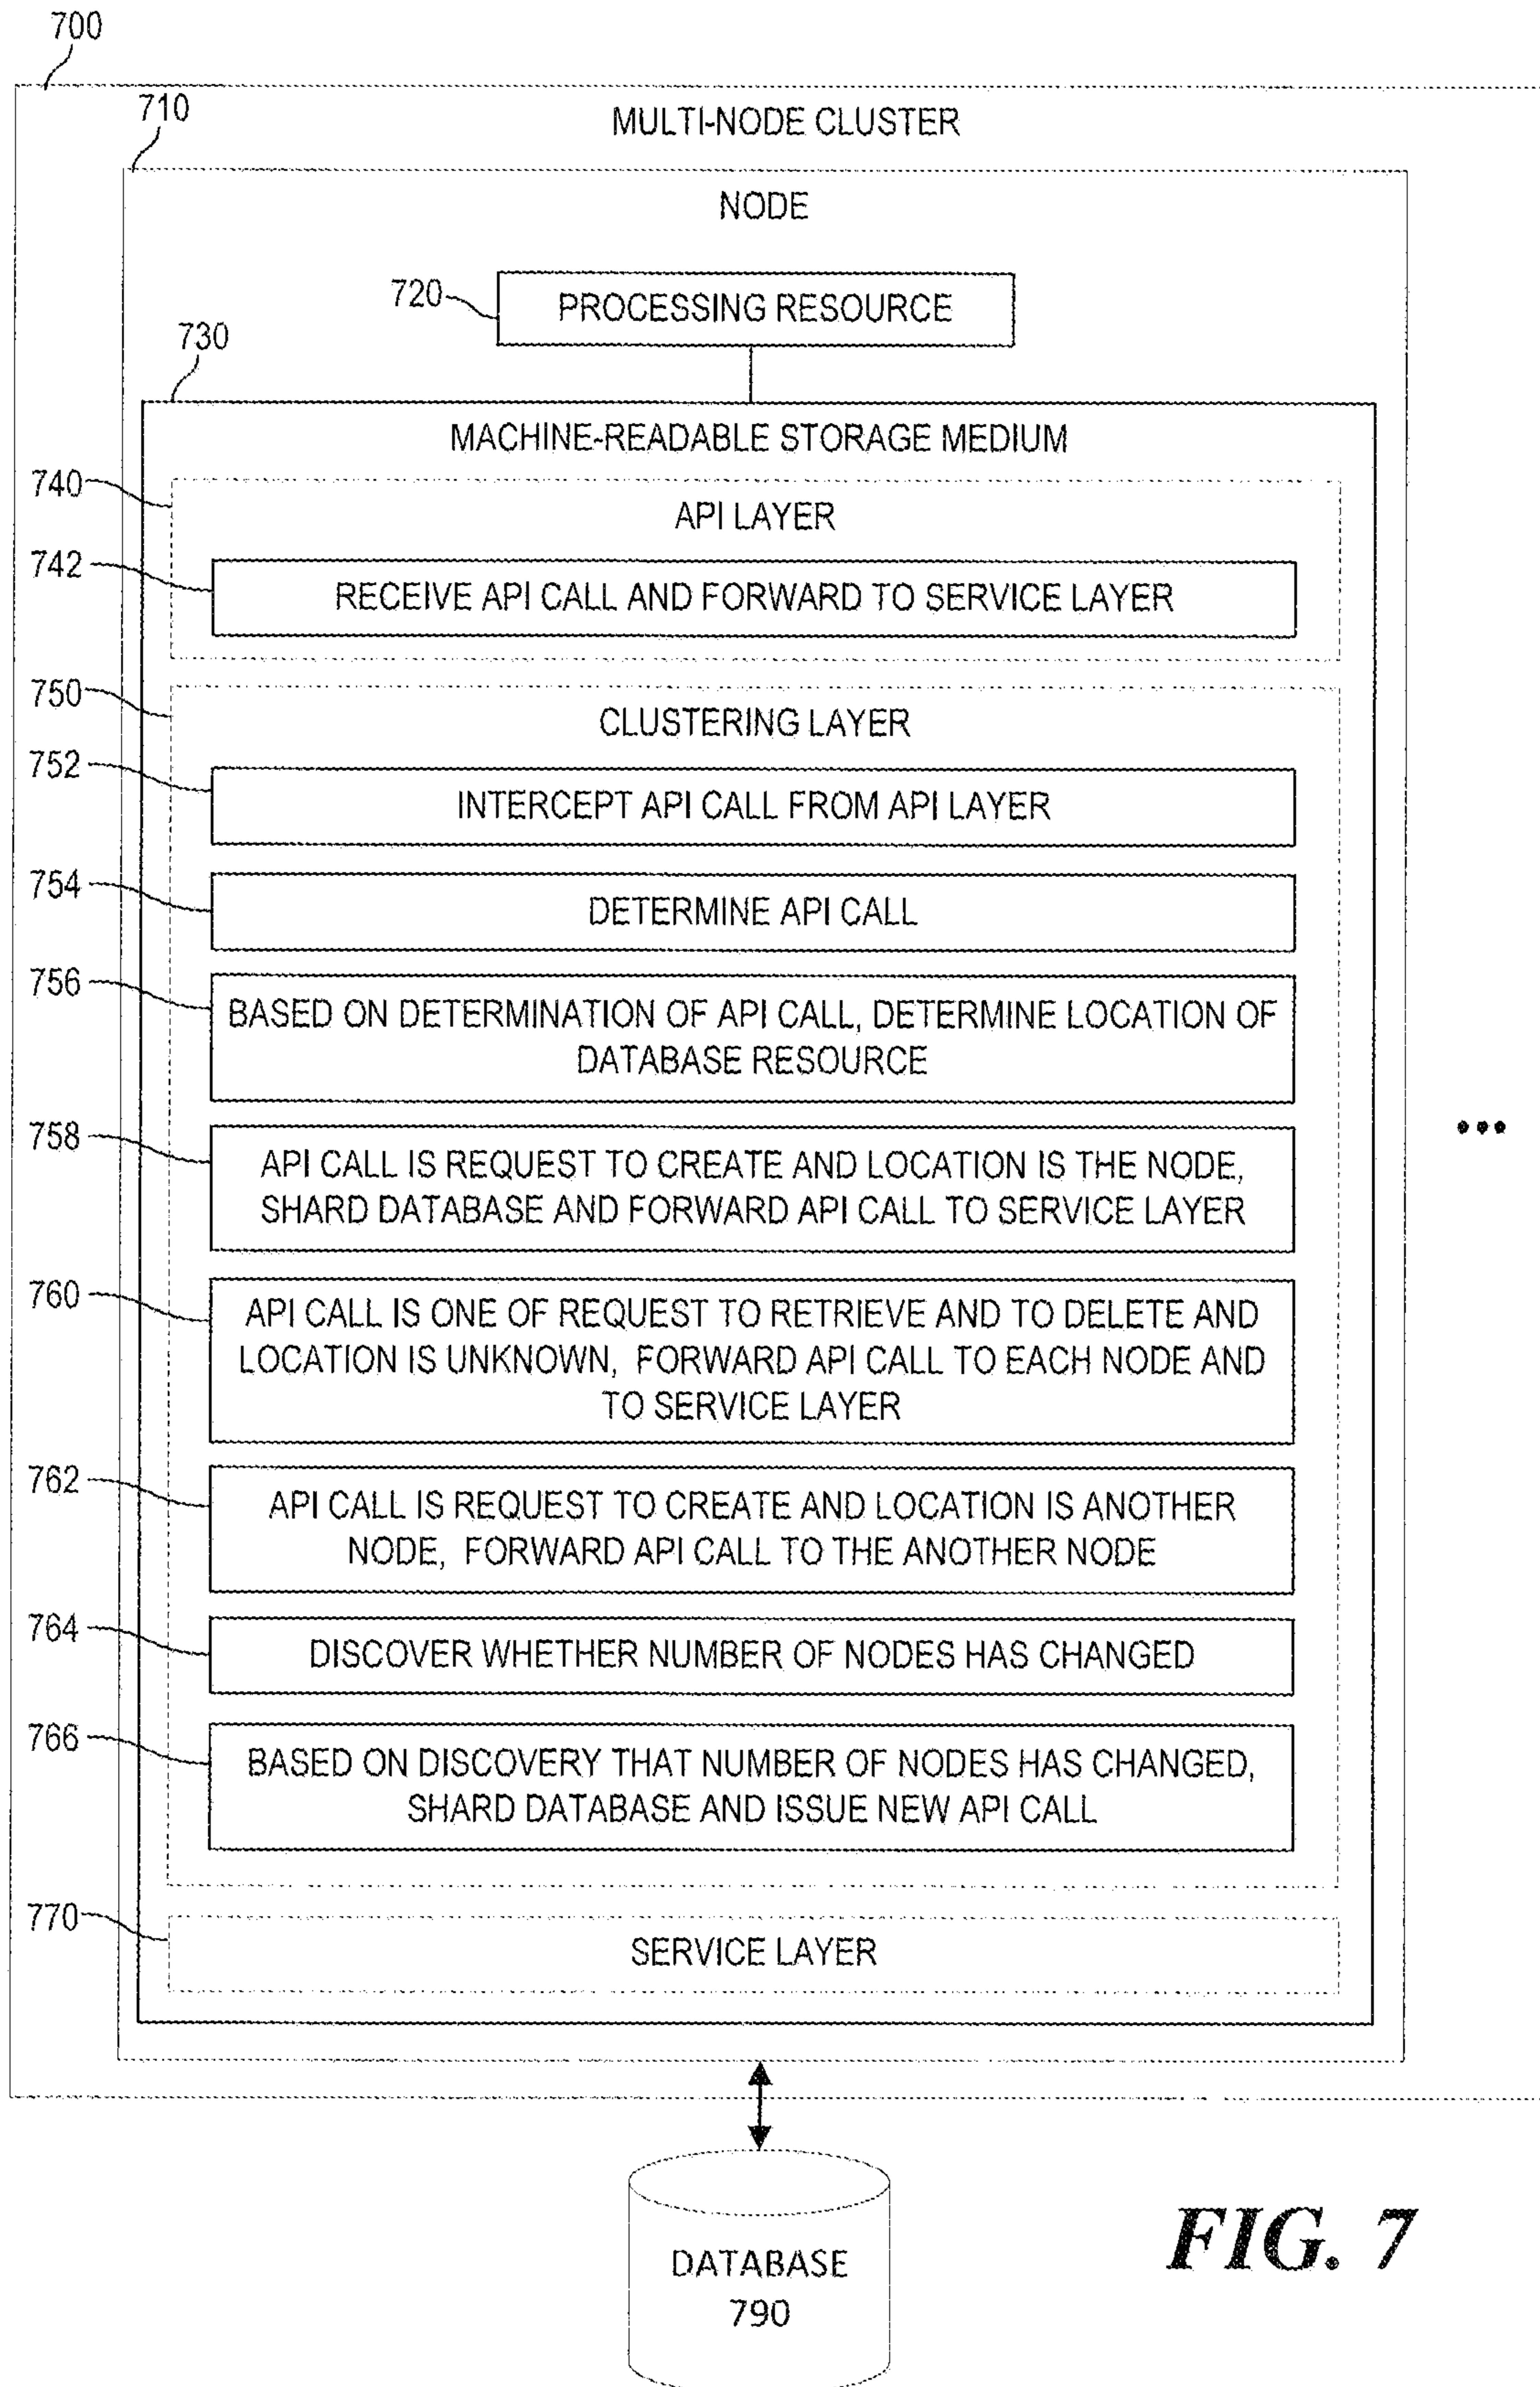 700
710
MULTI-NODE CLUSTER
NODE
720
PROCESSING RESOURCE
730
MACHINE-READABLE STORAGE MEDIUM
740
API LAYER
742
RECEIVE API CALL AND FORWARD TO SERVICE LAYER
750
CLUSTERING LAYER
752
INTERCEPT API CALL FROM API LAYER
754
DETERMINE API CALL
756
BASED ON DETERMINATION OF API CALL, DETERMINE LOCATION OF
DATABASE RESOURCE
758
API CALL IS REQUEST TO CREATE AND LOCATION IS THE NODE,
SHARD DATABASE AND FORWARD API CALL TO SERVICE LAYER
760
API CALL IS ONE OF REQUEST TO RETRIEVE AND TO DELETE AND
LOCATION IS UNKNOWN, FORWARD API CALL TO EACH NODE AND
TO SERVICE LAYER
762
API CALL IS REQUEST TO CREATE AND LOCATION IS ANOTHER
NODE, FORWARD API CALL TO THE ANOTHER NODE
764
DISCOVER WHETHER NUMBER OF NODES HAS CHANGED
766
BASED ON DISCOVERY THAT NUMBER OF NODES HAS CHANGED,
SHARD DATABASE AND ISSUE NEW API CALL
770
SERVICE LAYER
•••
DATABASE
790
FIG. 7